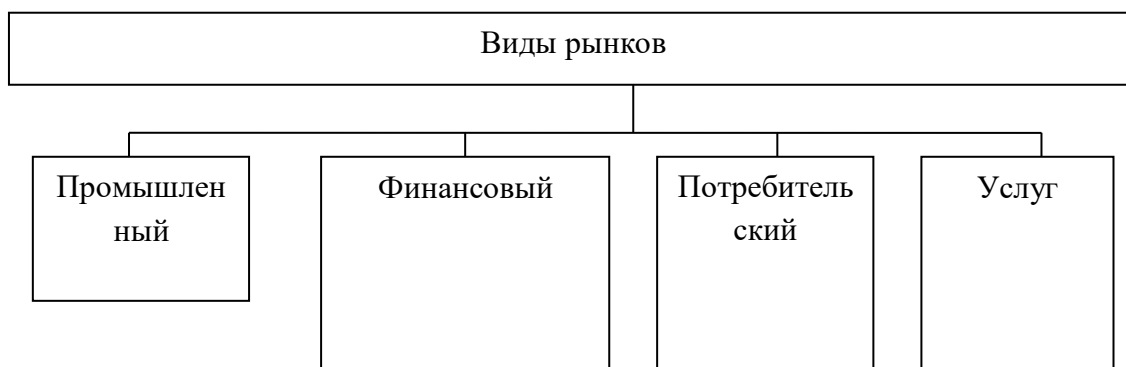 Виды рынков
Промышлен
ный
Финансовый
Потребитель
ский
Услуг